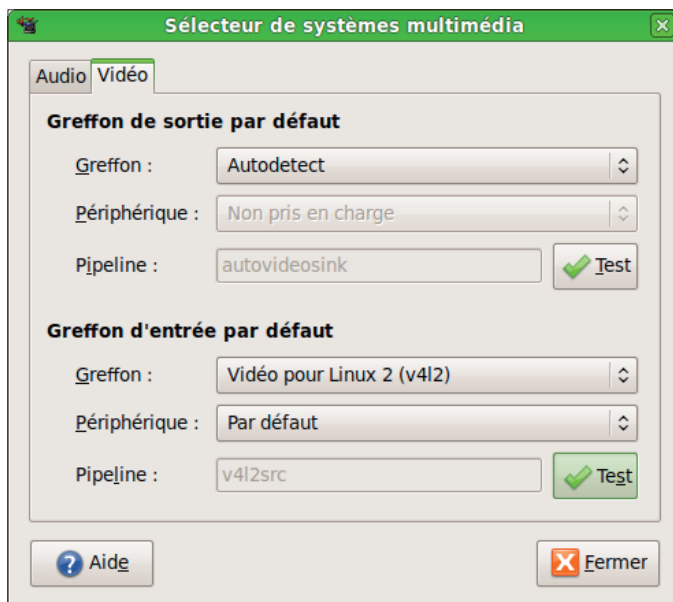 Sélecteur de systèmes multimédia
Audio Vidéo
Greffon de sortie par défaut
Greffon : Autodetect
Périphérique : Non pris en charge
Pipeline : autovideosink Test
Greffon d'entrée par défaut
Greffon : Vidéo pour Linux 2 (v4l2)
Périphérique : Par défaut
Pipeline : v4l2src Test
Aide Fermer